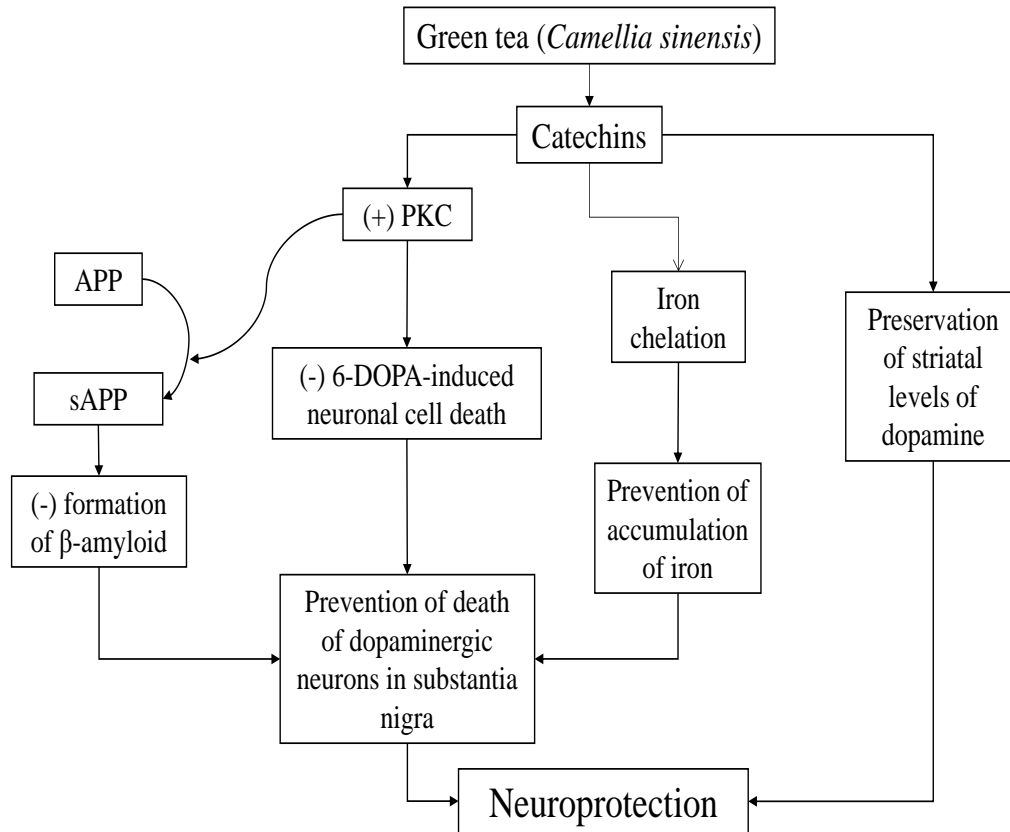 Green tea (Camellia sinensis)
Catechins
(+) PKC
APP
sAPP
(-) formation
of β-amyloid
(-) 6-DOPA-induced
neuronal cell death
Iron
chelation
Prevention of
accumulation
of iron
Preservation
of striatal
levels of
dopamine
Prevention of death
of dopaminergic
neurons in substantia
nigra
Neuroprotection